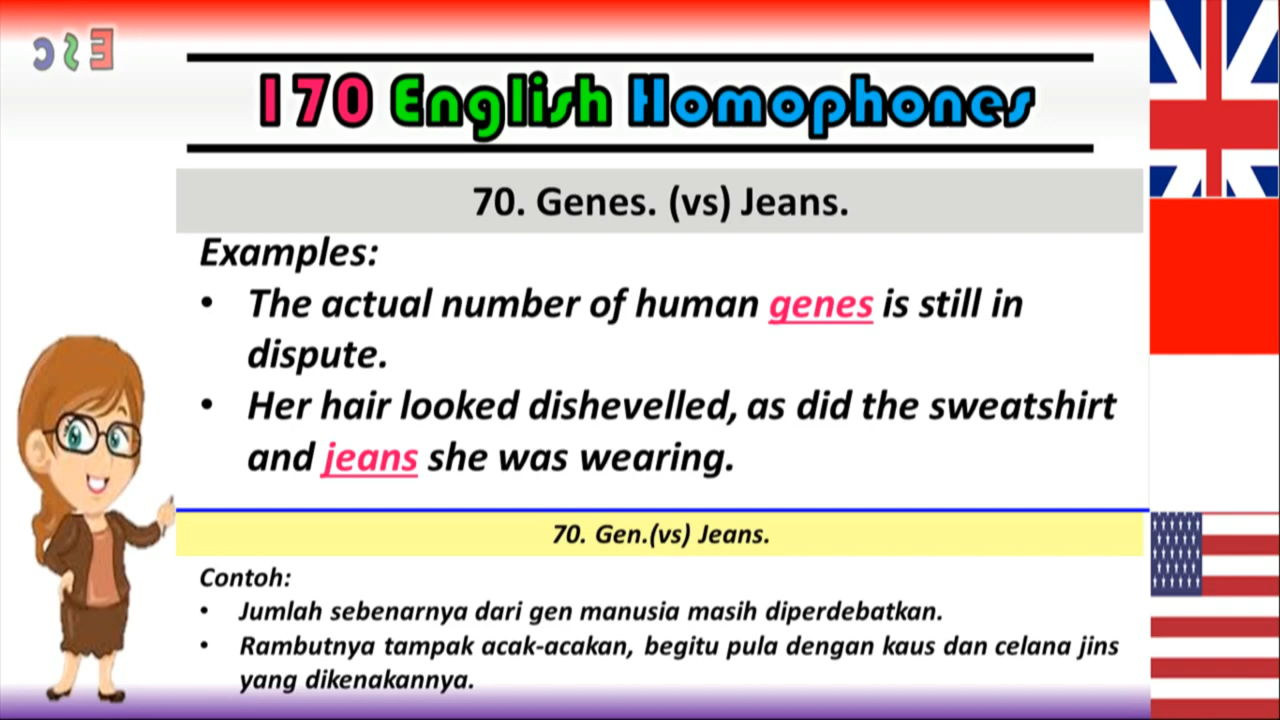 ESC
170 English Homophones
70. Genes. (vs) Jeans.
Examples:
• The actual number of human genes is still in
dispute.
• Her hair looked dishevelled, as did the sweatshirt
and jeans she was wearing.
70. Gen.(vs) Jeans.
Contoh:
• Jumlah sebenarnya dari gen manusia masih diperdebatkan.
• Rambutnya tampak acak-acakan, begitu pula dengan kaus dan celana jins
yang dikenakannya.